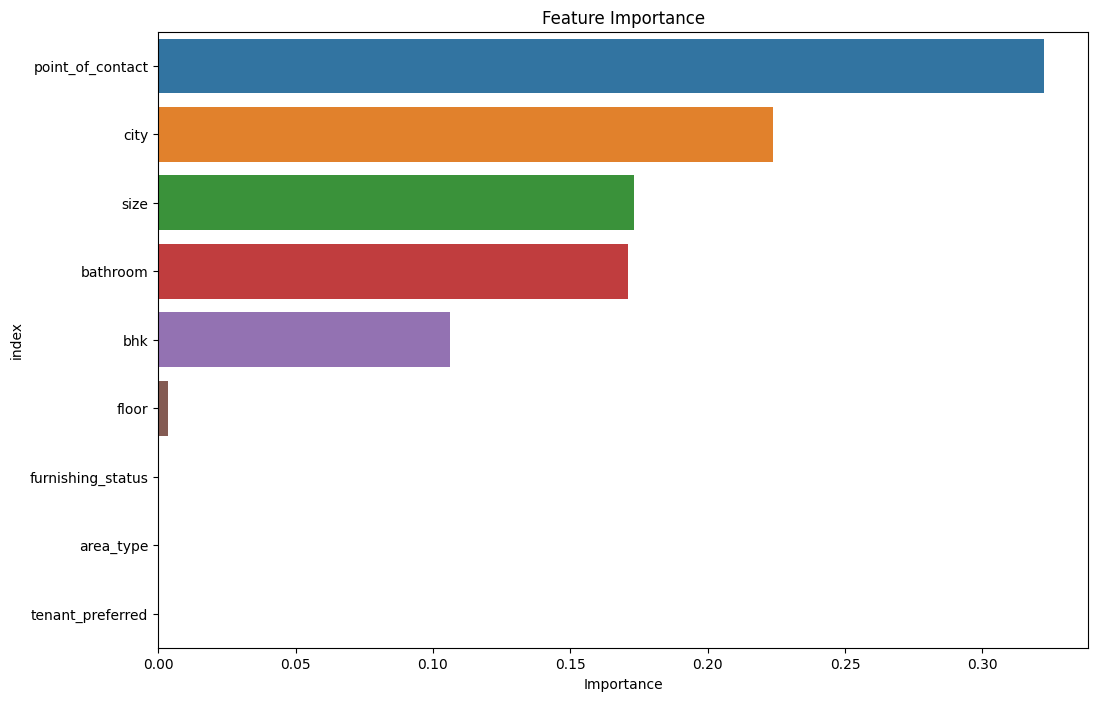 Feature Importance
point_of_contact
city
size
bathroom
bhk
floor
furnishing_status
area_type
tenant_preferred
index
0.00 0.05 0.10 0.15 0.20 0.25 0.30
Importance